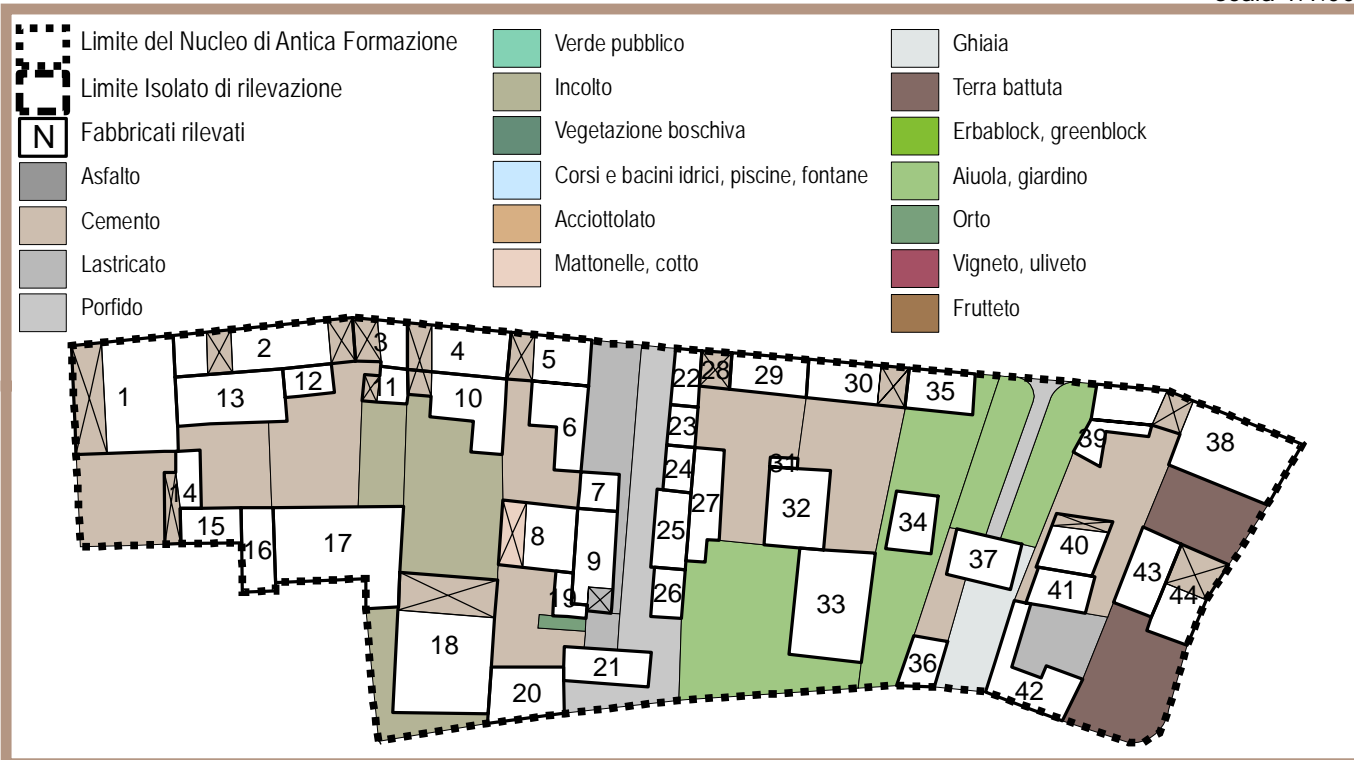 Limite del Nucleo di Antica Formazione
Limite Isolato di rilevazione
N Fabbricati rilevati
Asfalto
Cemento
Lastricato
Porfido
Verde pubblico
Incolto
Vegetazione boschiva
Corsi e bacini idrici, piscine, fontane
Acciottolato
Mattonelle, cotto
Ghiaia
Terra battuta
Erbablock, greenblock
Aiuola, giardino
Orto
Vigneto, uliveto
Frutteto
1
2
3
4
5
6
7
8
9
10
11
12
13
14
15
16
17
18
19
20
21
22
23
24
25
26
27
28
29
30
31
32
33
34
35
36
37
38
39
40
41
42
43
44